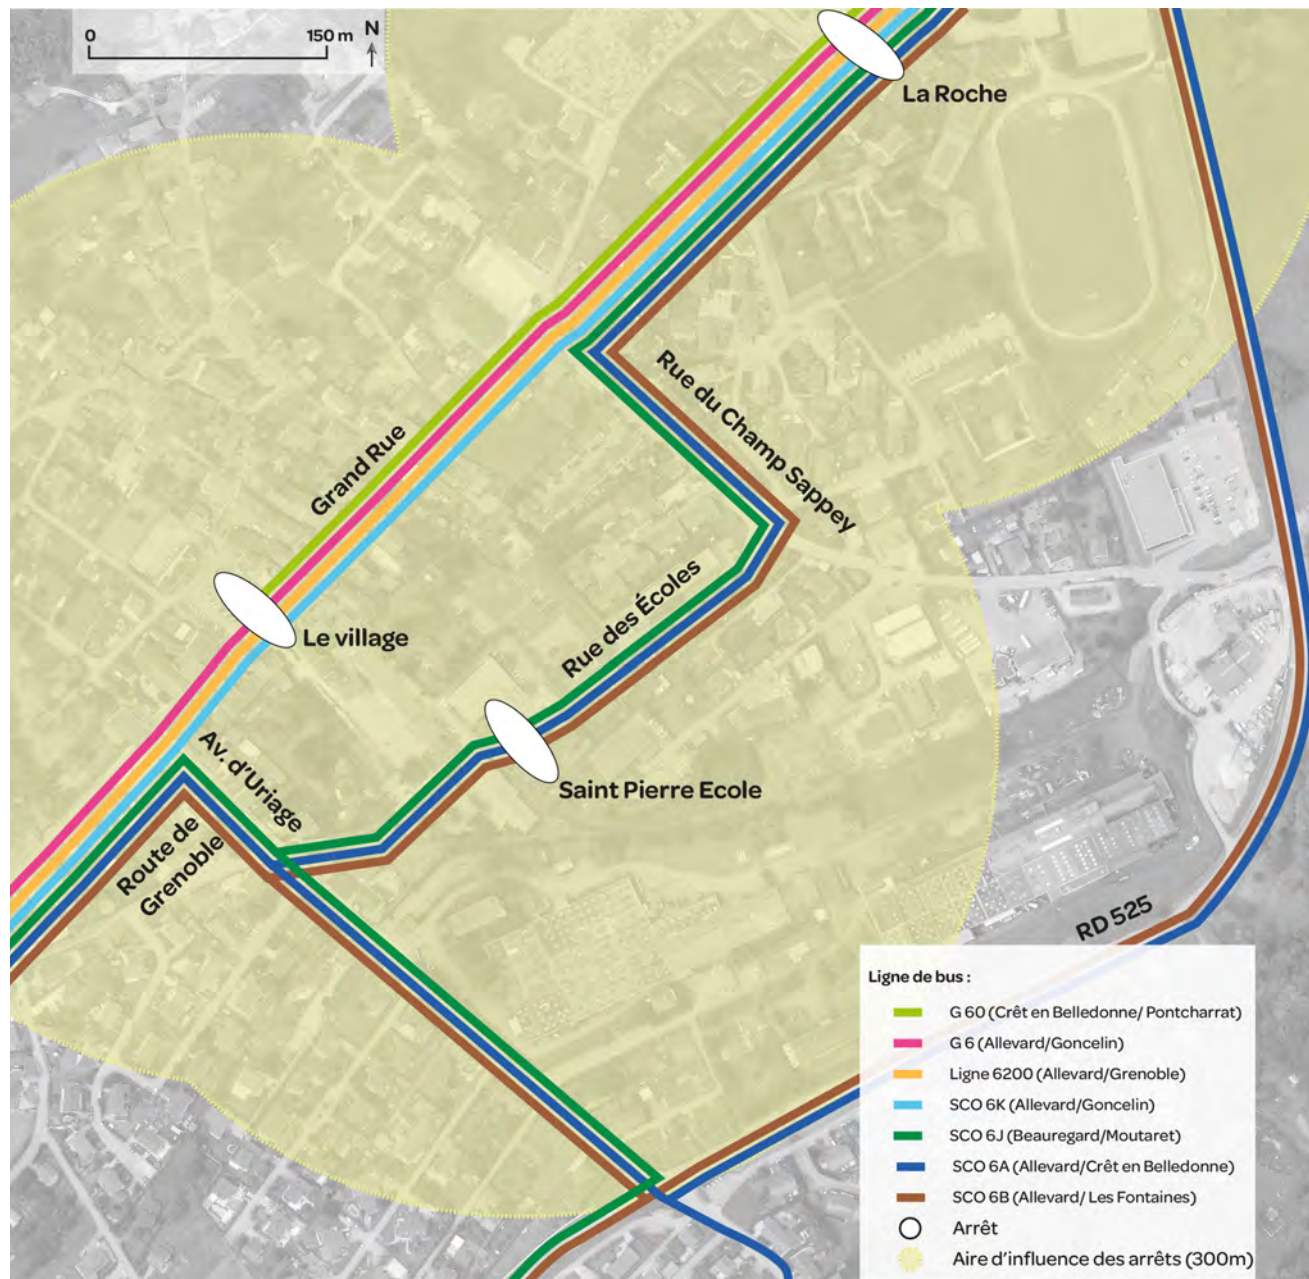 0 150 m N
La Roche
Rue du Champ Sappey
Grand Rue
Rue des Écoles
Le village
Av. d'Uriage
Saint Pierre Ecole
Route de
Grenoble
RD 525
Ligne de bus :
G 60 (Crêt en Belledonne/ Pontcharrat)
G 6 (Allevard/Goncelin)
Ligne 6200 (Allevard/Grenoble)
SCO 6K (Allevard/Goncelin)
SCO 6J (Beauregard/Moutaret)
SCO 6A (Allevard/Crêt en Belledonne)
SCO 6B (Allevard/ Les Fontaines)
Arrêt
Aire d'influence des arrêts (300m)